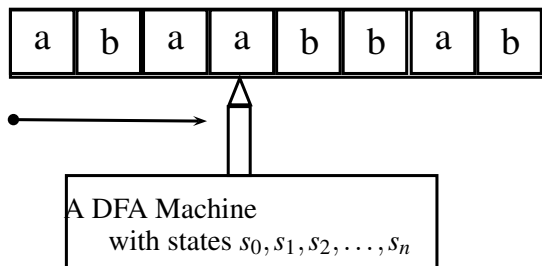 a b a a b b a b
A DFA Machine
with states s₀, s₁, s₂, . . . , sₙ